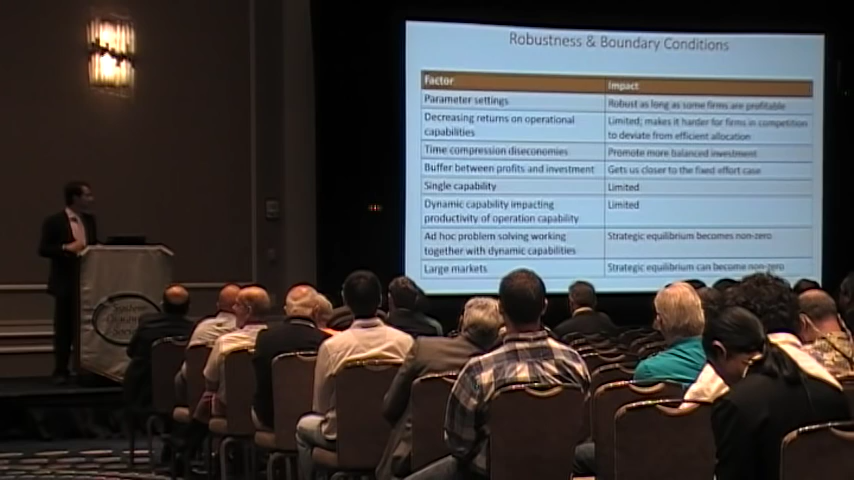 Robustness & Boundary Conditions
Factor Impact
Parameter settings Robust as long as some firms are profitable
Decreasing returns on operational capabilities Limited; makes it harder for firms in competition to deviate from efficient allocation
Time compression diseconomies Promote more balanced investment
Buffer between profits and investment Gets us closer to the fixed effort case
Single capability Limited
Dynamic capability impacting productivity of operation capability Limited
Ad hoc problem solving working together with dynamic capabilities Strategic equilibrium becomes non-zero
Large markets Strategic equilibrium can become non-zero
System
Dynamics
Society